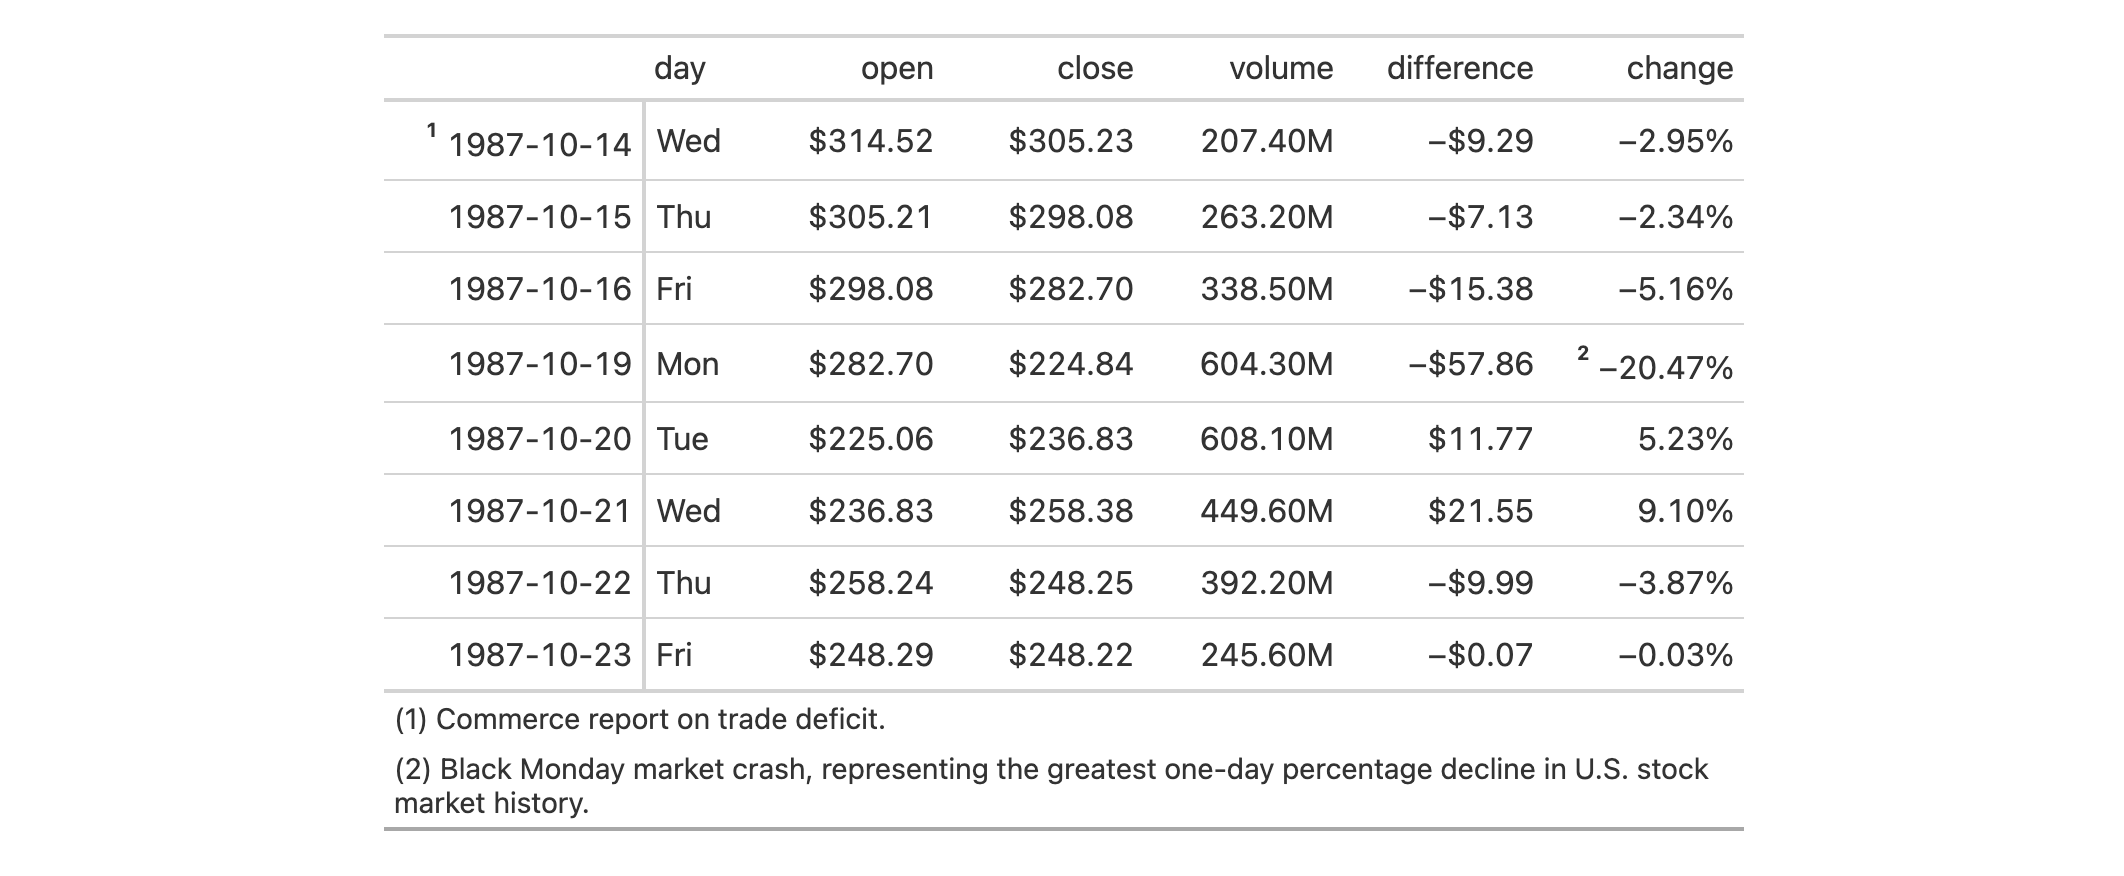 day open close volume difference change
1 1987-10-14 Wed $314.52 $305.23 207.40M –$9.29 –2.95%
1987-10-15 Thu $305.21 $298.08 263.20M –$7.13 –2.34%
1987-10-16 Fri $298.08 $282.70 338.50M –$15.38 –5.16%
1987-10-19 Mon $282.70 $224.84 604.30M –$57.86 2 –20.47%
1987-10-20 Tue $225.06 $236.83 608.10M $11.77 5.23%
1987-10-21 Wed $236.83 $258.38 449.60M $21.55 9.10%
1987-10-22 Thu $258.24 $248.25 392.20M –$9.99 –3.87%
1987-10-23 Fri $248.29 $248.22 245.60M –$0.07 –0.03%
(1) Commerce report on trade deficit.
(2) Black Monday market crash, representing the greatest one-day percentage decline in U.S. stock
market history.